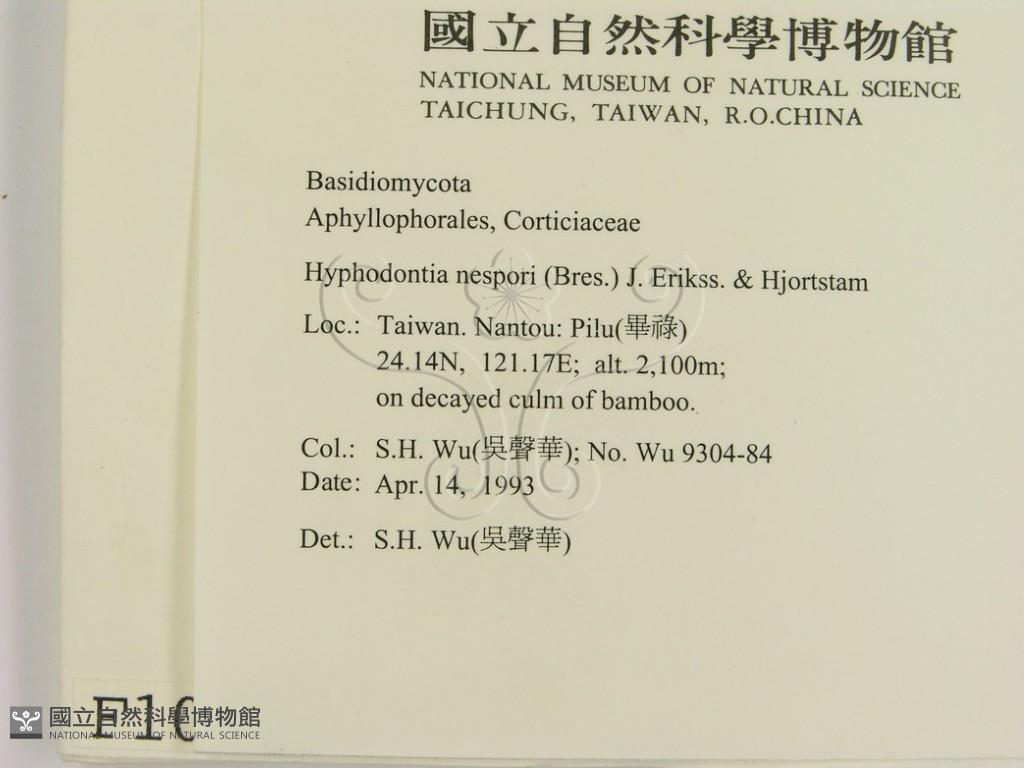 國立自然科學博物館
NATIONAL MUSEUM OF NATURAL SCIENCE
TAICHUNG, TAIWAN, R.O.CHINA
Basidiomycota
Aphyllophorales, Corticiaceae
Hyphodontia nespori (Bres.) J. Erikss. & Hjortstam
Loc.: Taiwan. Nantou: Pilu(畢祿)
24.14N, 121.17E; alt. 2,100m;
on decayed culm of bamboo.
Col.: S.H. Wu(吳聲華); No. Wu 9304-84
Date: Apr. 14, 1993
Det.: S.H. Wu(吳聲華)
F1
國立自然科學博物館
NATIONAL MUSEUM OF NATURAL SCIENCE